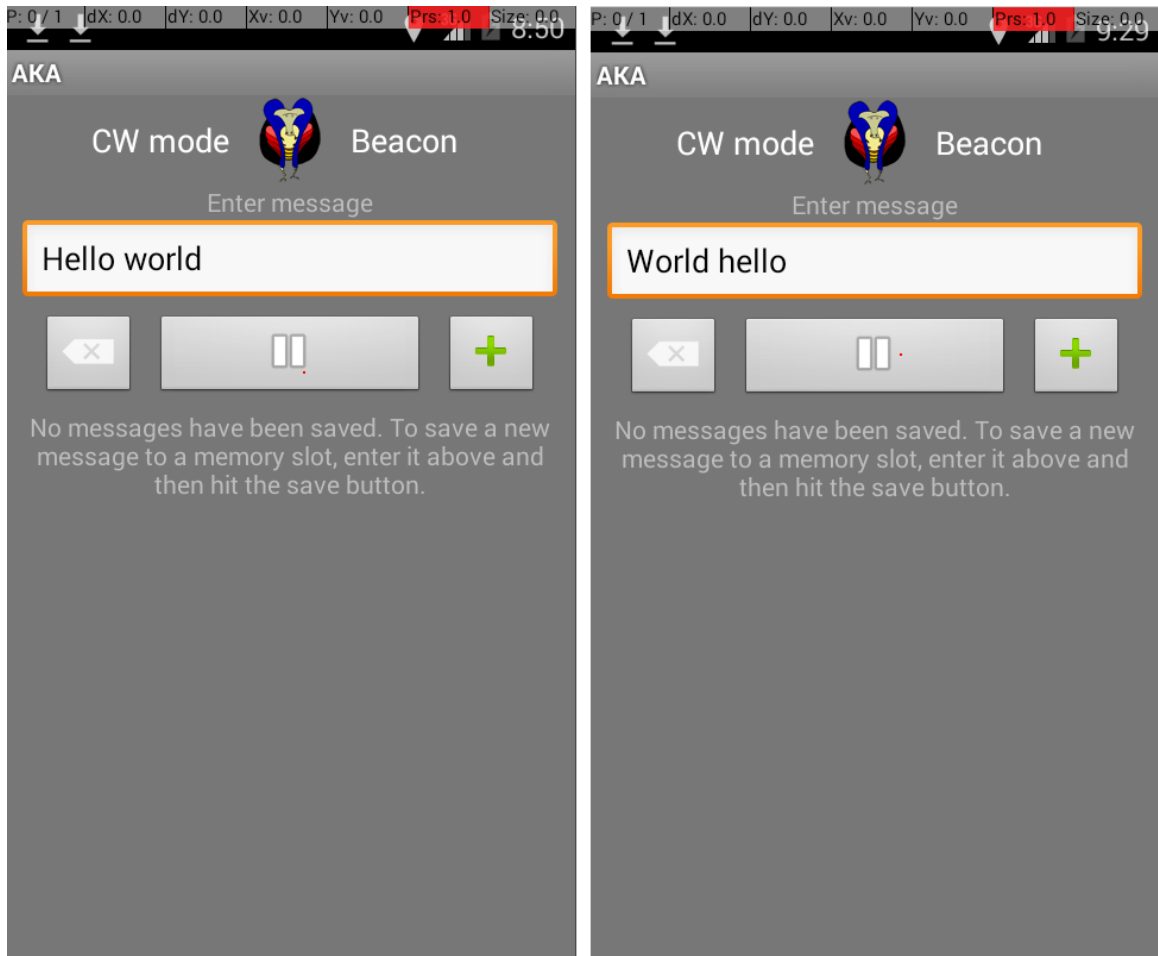 P: 0 / 1 dX: 0.0 dY: 0.0 Xv: 0.0 Yv: 0.0 Prs: 1.0 Size: 0.0
8:50
AKA
CW mode Beacon
Enter message
Hello world
No messages have been saved. To save a new
message to a memory slot, enter it above and
then hit the save button.
P: 0 / 1 dX: 0.0 dY: 0.0 Xv: 0.0 Yv: 0.0 Prs: 1.0 Size: 0.0
9:29
AKA
CW mode Beacon
Enter message
World hello
No messages have been saved. To save a new
message to a memory slot, enter it above and
then hit the save button.